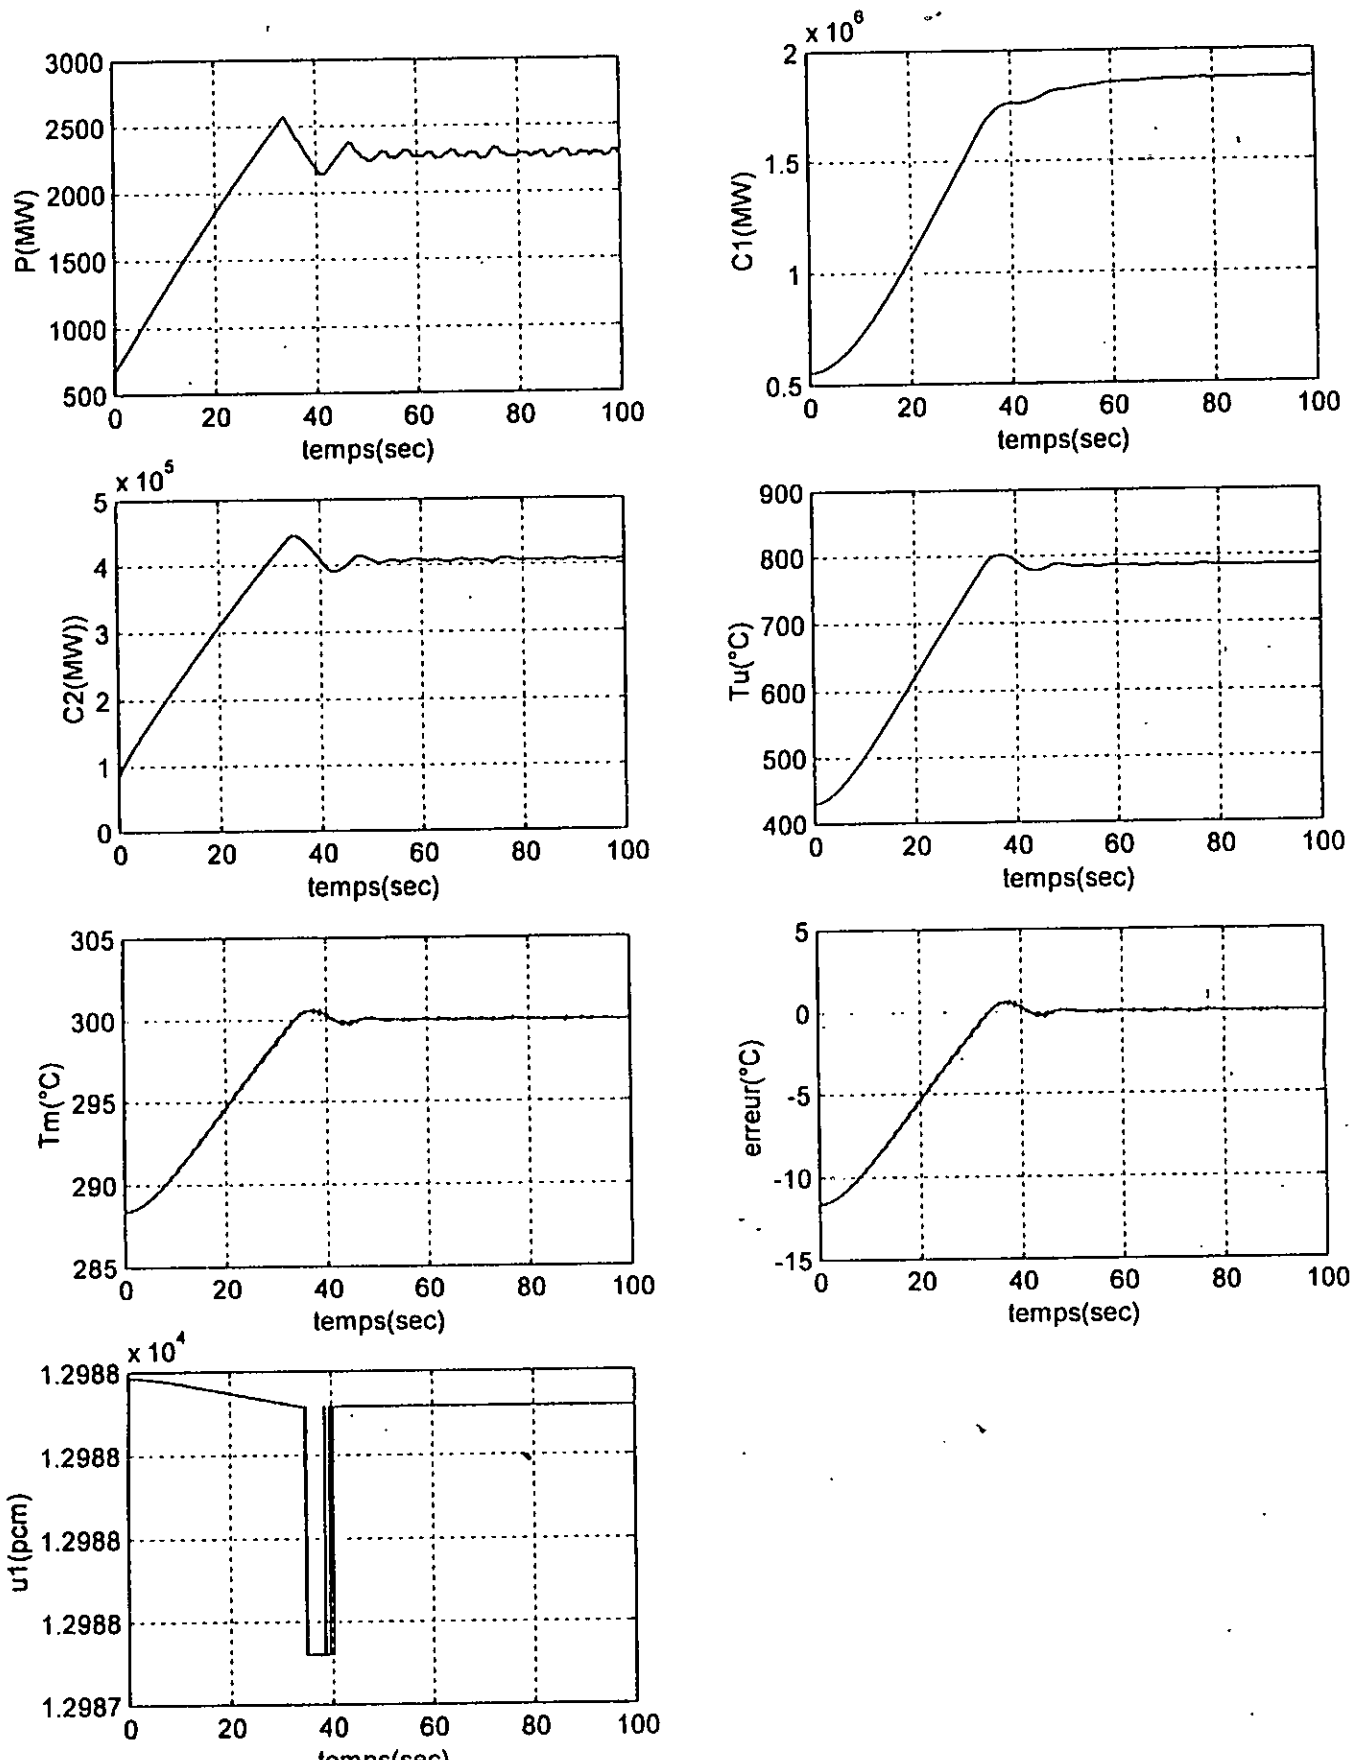 3000
2500
2000
1500
1000
500
P(MW)
0 20 40 60 80 100
temps(sec)
x 10^6
2
1.5
1
0.5
C1(MW)
0 20 40 60 80 100
temps(sec)
x 10^5
5
4
3
2
1
0
C2(MW))
0 20 40 60 80 100
temps(sec)
900
800
700
600
500
400
Tu(°C)
0 20 40 60 80 100
temps(sec)
305
300
295
290
285
Tm(°C)
0 20 40 60 80 100
temps(sec)
5
0
-5
-10
-15
erreur(°C)
0 20 40 60 80 100
temps(sec)
x 10^4
1.2988
1.2988
1.2988
1.2988
1.2987
u1(pcm)
0 20 40 60 80 100
temps(sec)